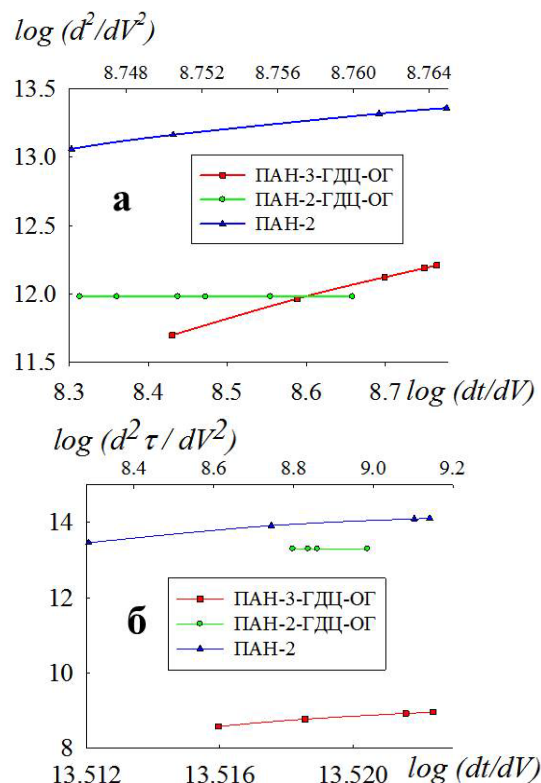 log (d²/dV²)
8.748 8.752 8.756 8.760 8.764
13.5
13.0
12.5
12.0
11.5
а
ПАН-3-ГДЦ-ОГ
ПАН-2-ГДЦ-ОГ
ПАН-2
8.3 8.4 8.5 8.6 8.7 log (dt/dV)
log (d² τ / dV²)
8.4 8.6 8.8 9.0 9.2
14
12
10
8
б
ПАН-3-ГДЦ-ОГ
ПАН-2-ГДЦ-ОГ
ПАН-2
13.512 13.516 13.520 log (dt/dV)